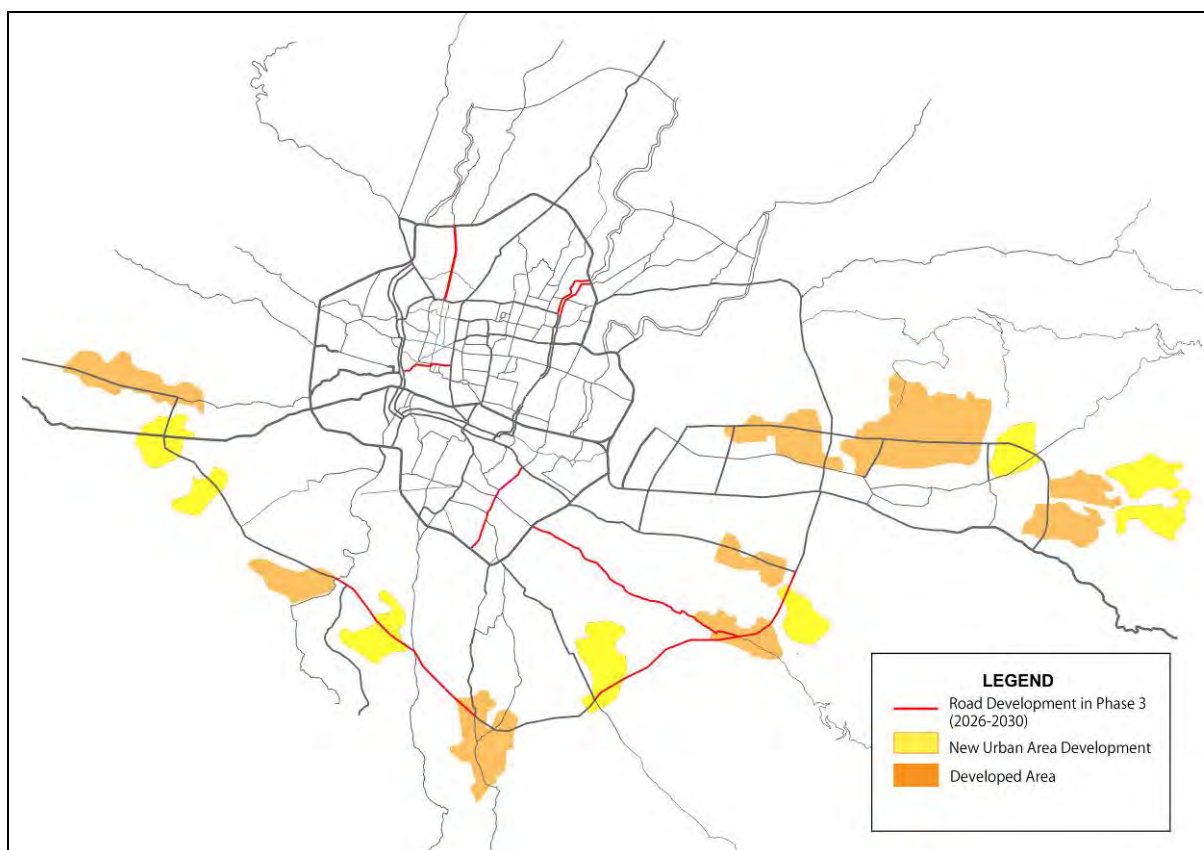 LEGEND
Road Development in Phase 3
(2026-2030)
New Urban Area Development
Developed Area